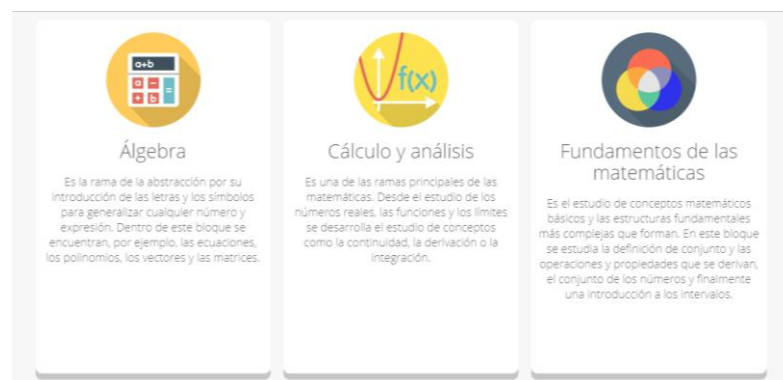 a+b
a
–
=
+
b
Álgebra
Es la rama de la abstracción por su
introducción de las letras y los símbolos
para generalizar cualquier número y
expresión. Dentro de este bloque se
encuentran, por ejemplo, las ecuaciones,
los polinomios, los vectores y las matrices.
f(x)
Cálculo y análisis
Es una de las ramas principales de las
matemáticas. Desde el estudio de los
números reales, las funciones y los límites
se desarrolla el estudio de conceptos
como la continuidad, la derivación o la
integración.
Fundamentos de las
matemáticas
Es el estudio de conceptos matemáticos
básicos y las estructuras fundamentales
más complejas que forman. En este bloque
se estudia la definición de conjunto y las
operaciones y propiedades que se derivan,
el conjunto de los números y finalmente
una introducción a los intervalos.